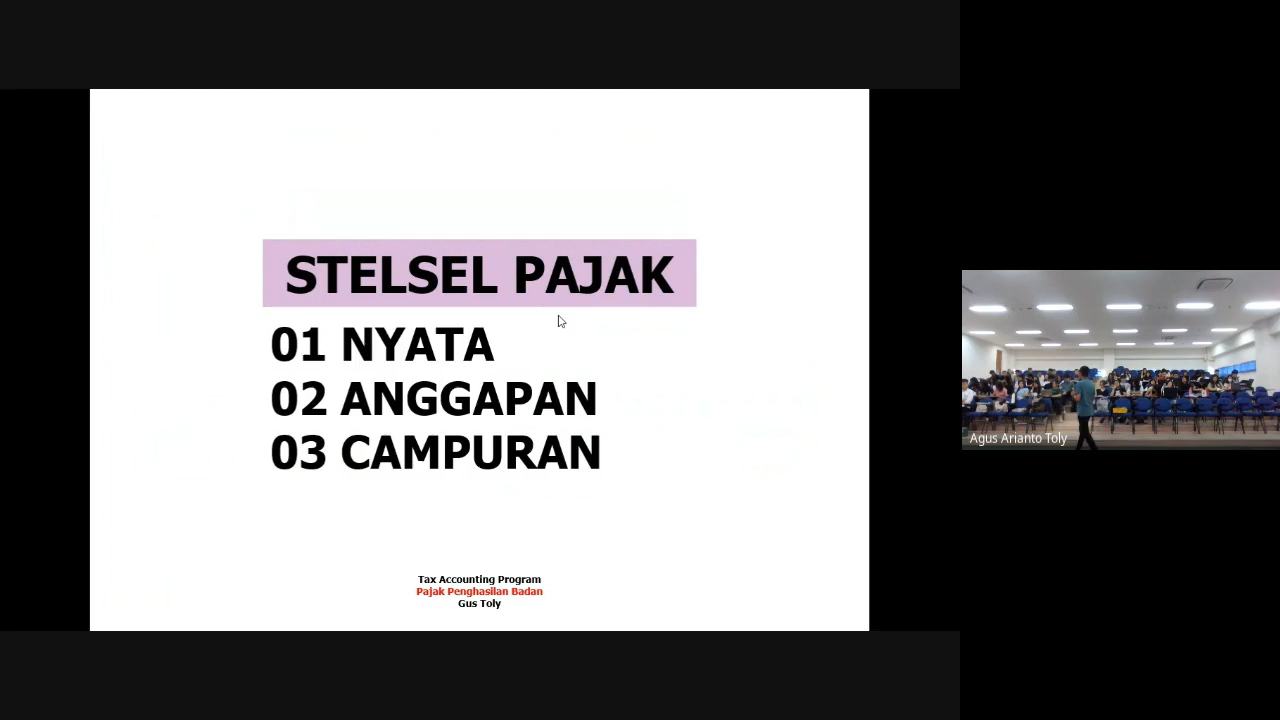 STELSEL PAJAK
01 NYATA
02 ANGGAPAN
03 CAMPURAN
Tax Accounting Program
Pajak Penghasilan Badan
Gus Toly
Agus Arianto Toly